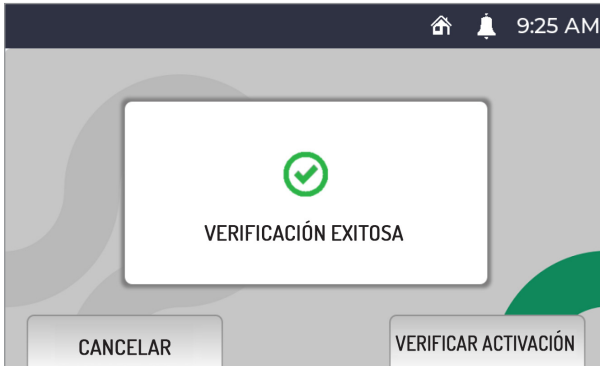 9:25 AM
VERIFICACIÓN EXITOSA
CANCELAR
VERIFICAR ACTIVACIÓN